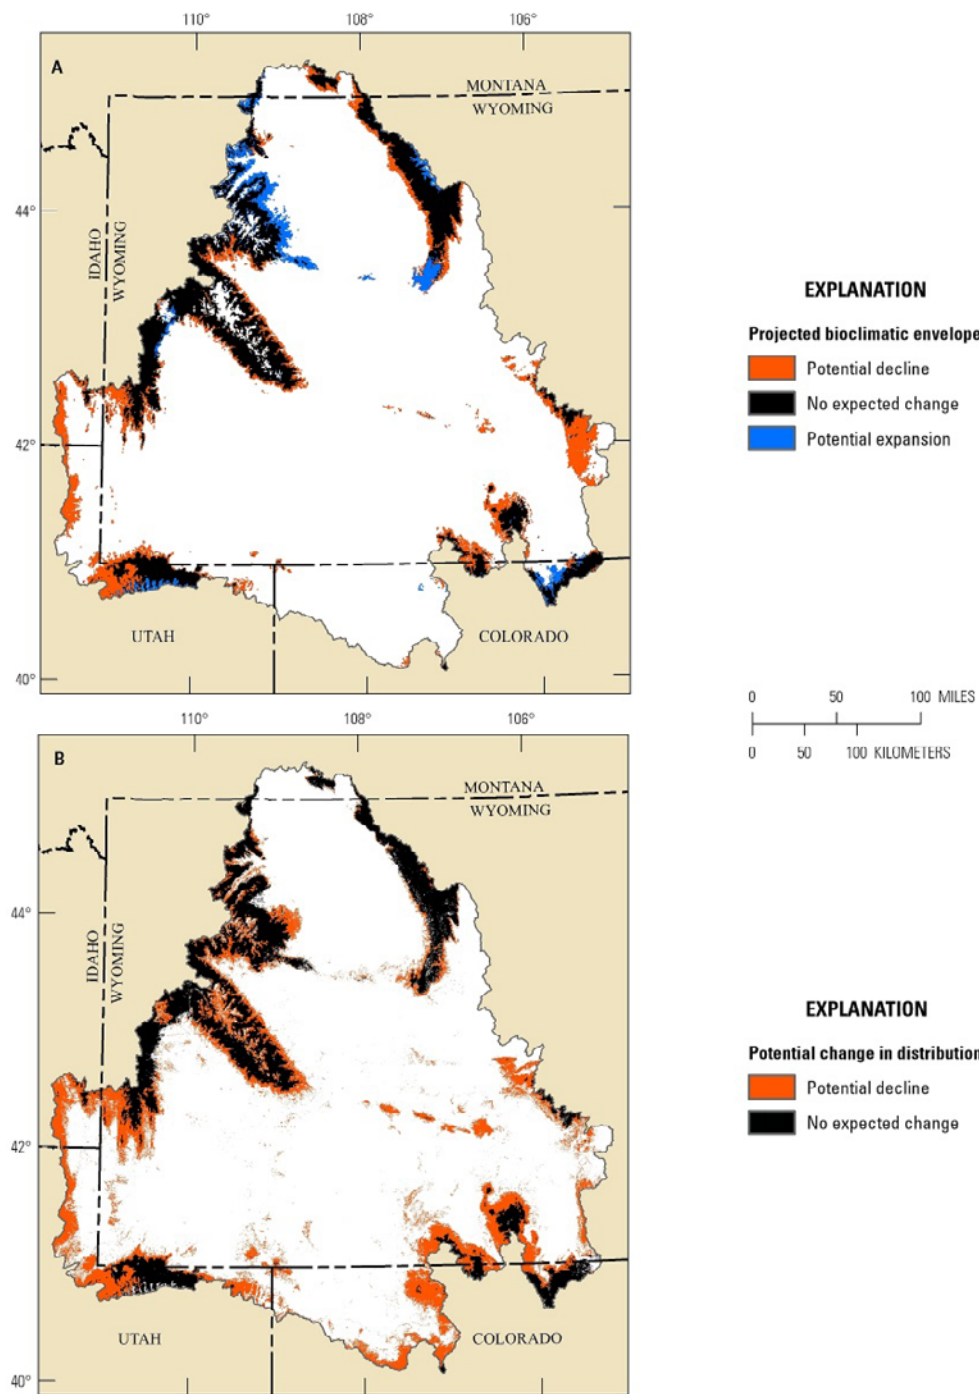 110° 108° 106°
A
MONTANA
WYOMING
44°
IDAHO
WYOMING
42°
UTAH
COLORADO
40°
EXPLANATION
Projected bioclimatic envelope
Potential decline
No expected change
Potential expansion
0 50 100 MILES
0 50 100 KILOMETERS
110° 108° 106°
B
MONTANA
WYOMING
44°
IDAHO
WYOMING
42°
UTAH
COLORADO
40°
EXPLANATION
Potential change in distribution
Potential decline
No expected change